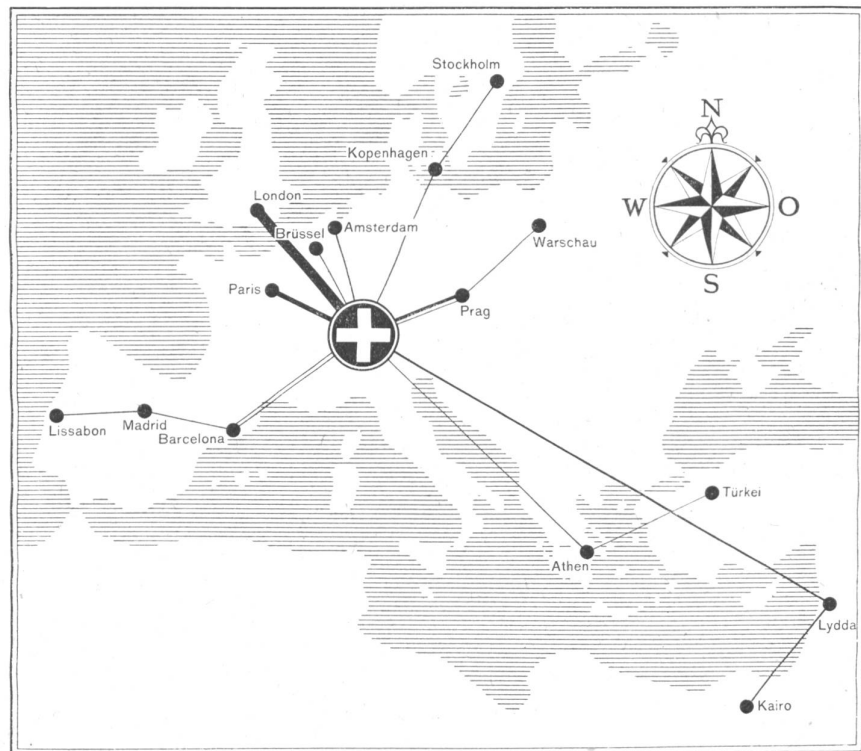 Stockholm
Kopenhagen
N
London
W
O
Brüssel
Amsterdam
Warschau
S
Paris
Prag
Lissabon
Madrid
Barcelona
Türkei
Athen
Lydda
Kairo